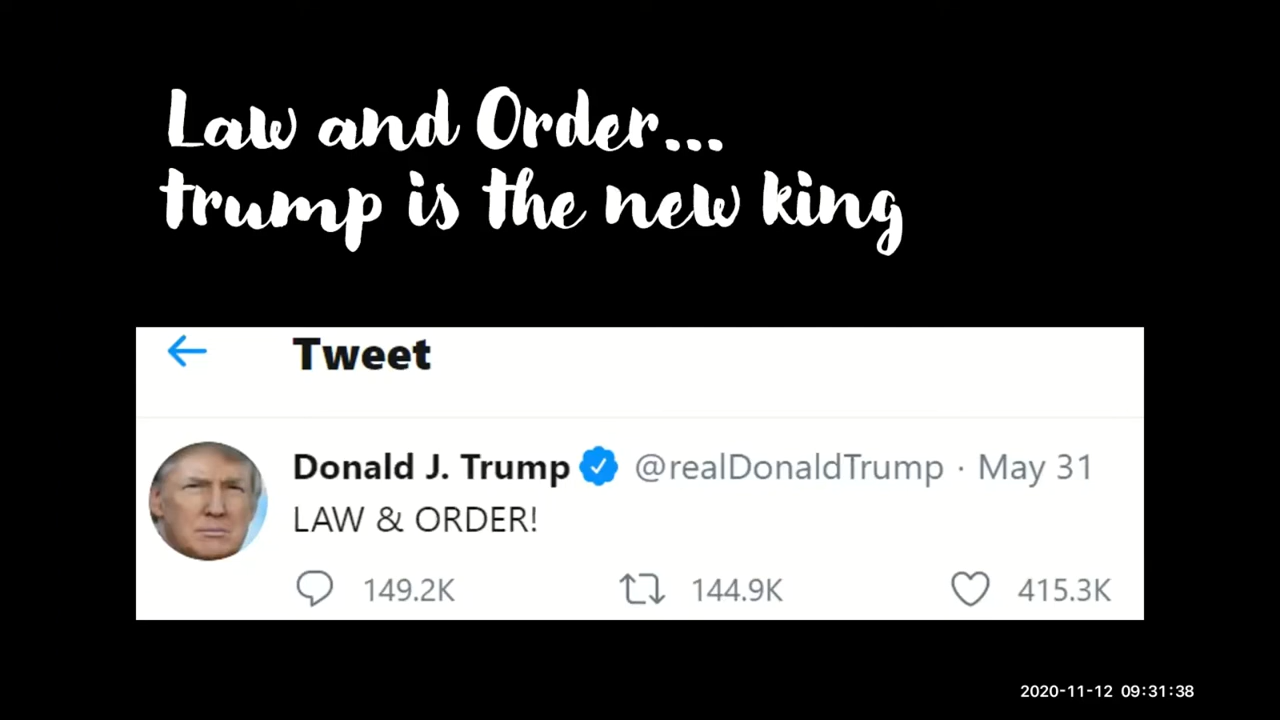 Law and Order...
trump is the new king
Tweet
Donald J. Trump @realDonaldTrump · May 31
LAW & ORDER!
149.2K 144.9K 415.3K
2020-11-12 09:31:38